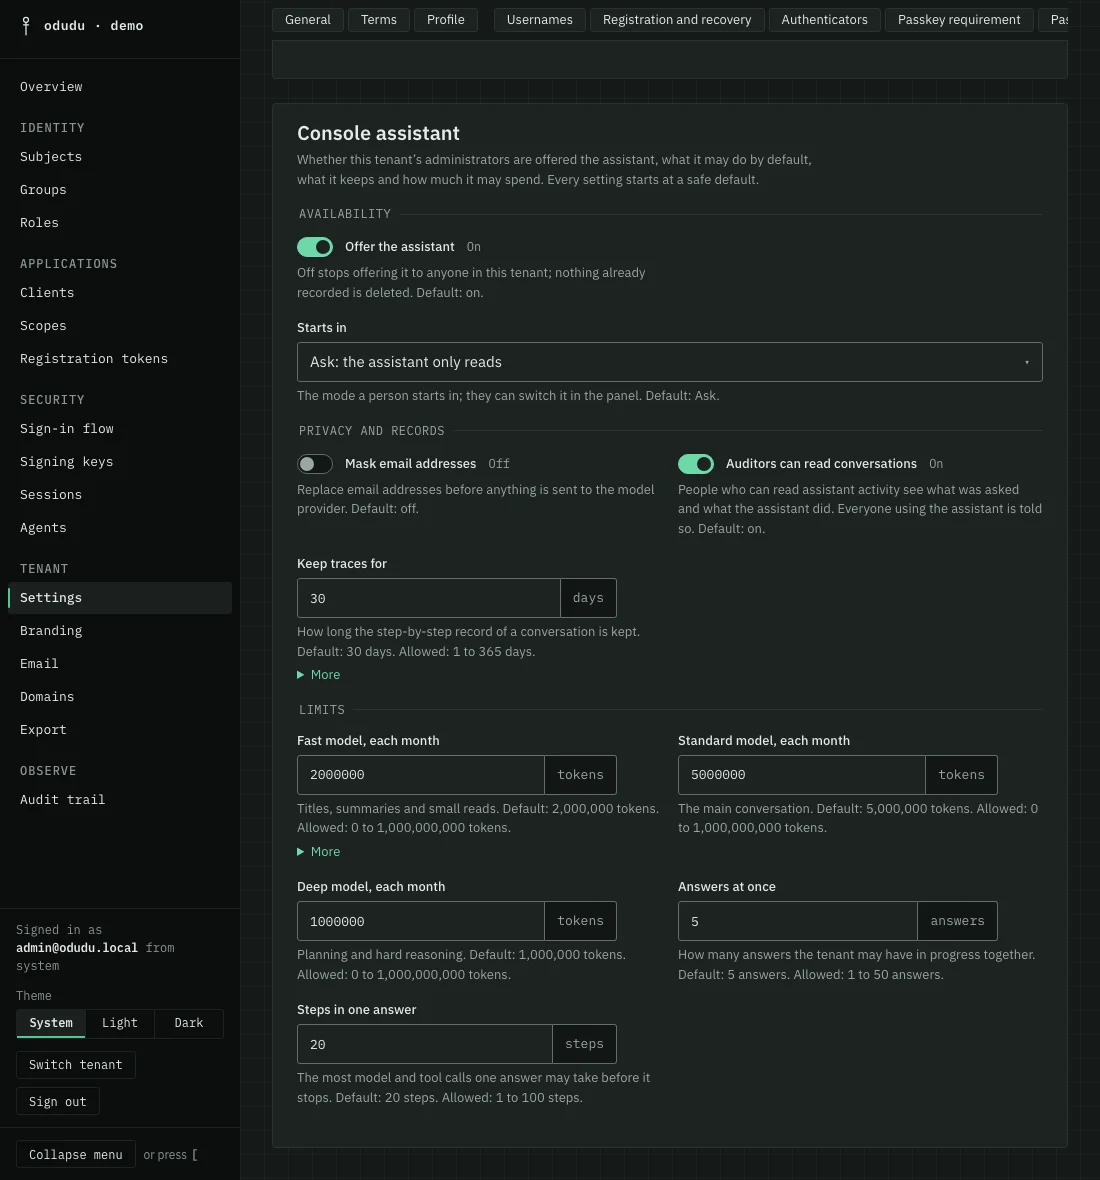 odudu · demo
Overview
IDENTITY
Subjects
Groups
Roles
APPLICATIONS
Clients
Scopes
Registration tokens
SECURITY
Sign-in flow
Signing keys
Sessions
Agents
TENANT
Settings
Branding
Email
Domains
Export
OBSERVE
Audit trail
Signed in as
admin@odudu.local from
system
Theme
System Light Dark
Switch tenant
Sign out
Collapse menu or press [
General Terms Profile Usernames Registration and recovery Authenticators Passkey requirement
Console assistant
Whether this tenant’s administrators are offered the assistant, what it may do by default,
what it keeps and how much it may spend. Every setting starts at a safe default.
AVAILABILITY
Offer the assistant On
Off stops offering it to anyone in this tenant; nothing already
recorded is deleted. Default: on.
Starts in
Ask: the assistant only reads
The mode a person starts in; they can switch it in the panel. Default: Ask.
PRIVACY AND RECORDS
Mask email addresses Off
Replace email addresses before anything is sent to the model
provider. Default: off.
Auditors can read conversations On
People who can read assistant activity see what was asked
and what the assistant did. Everyone using the assistant is told
so. Default: on.
Keep traces for
30 days
How long the step-by-step record of a conversation is kept.
Default: 30 days. Allowed: 1 to 365 days.
More
LIMITS
Fast model, each month
2000000 tokens
Titles, summaries and small reads. Default: 2,000,000 tokens.
Allowed: 0 to 1,000,000,000 tokens.
More
Standard model, each month
5000000 tokens
The main conversation. Default: 5,000,000 tokens. Allowed: 0
to 1,000,000,000 tokens.
Deep model, each month
1000000 tokens
Planning and hard reasoning. Default: 1,000,000 tokens.
Allowed: 0 to 1,000,000,000 tokens.
Answers at once
5 answers
How many answers the tenant may have in progress together.
Default: 5 answers. Allowed: 1 to 50 answers.
Steps in one answer
20 steps
The most model and tool calls one answer may take before it
stops. Default: 20 steps. Allowed: 1 to 100 steps.